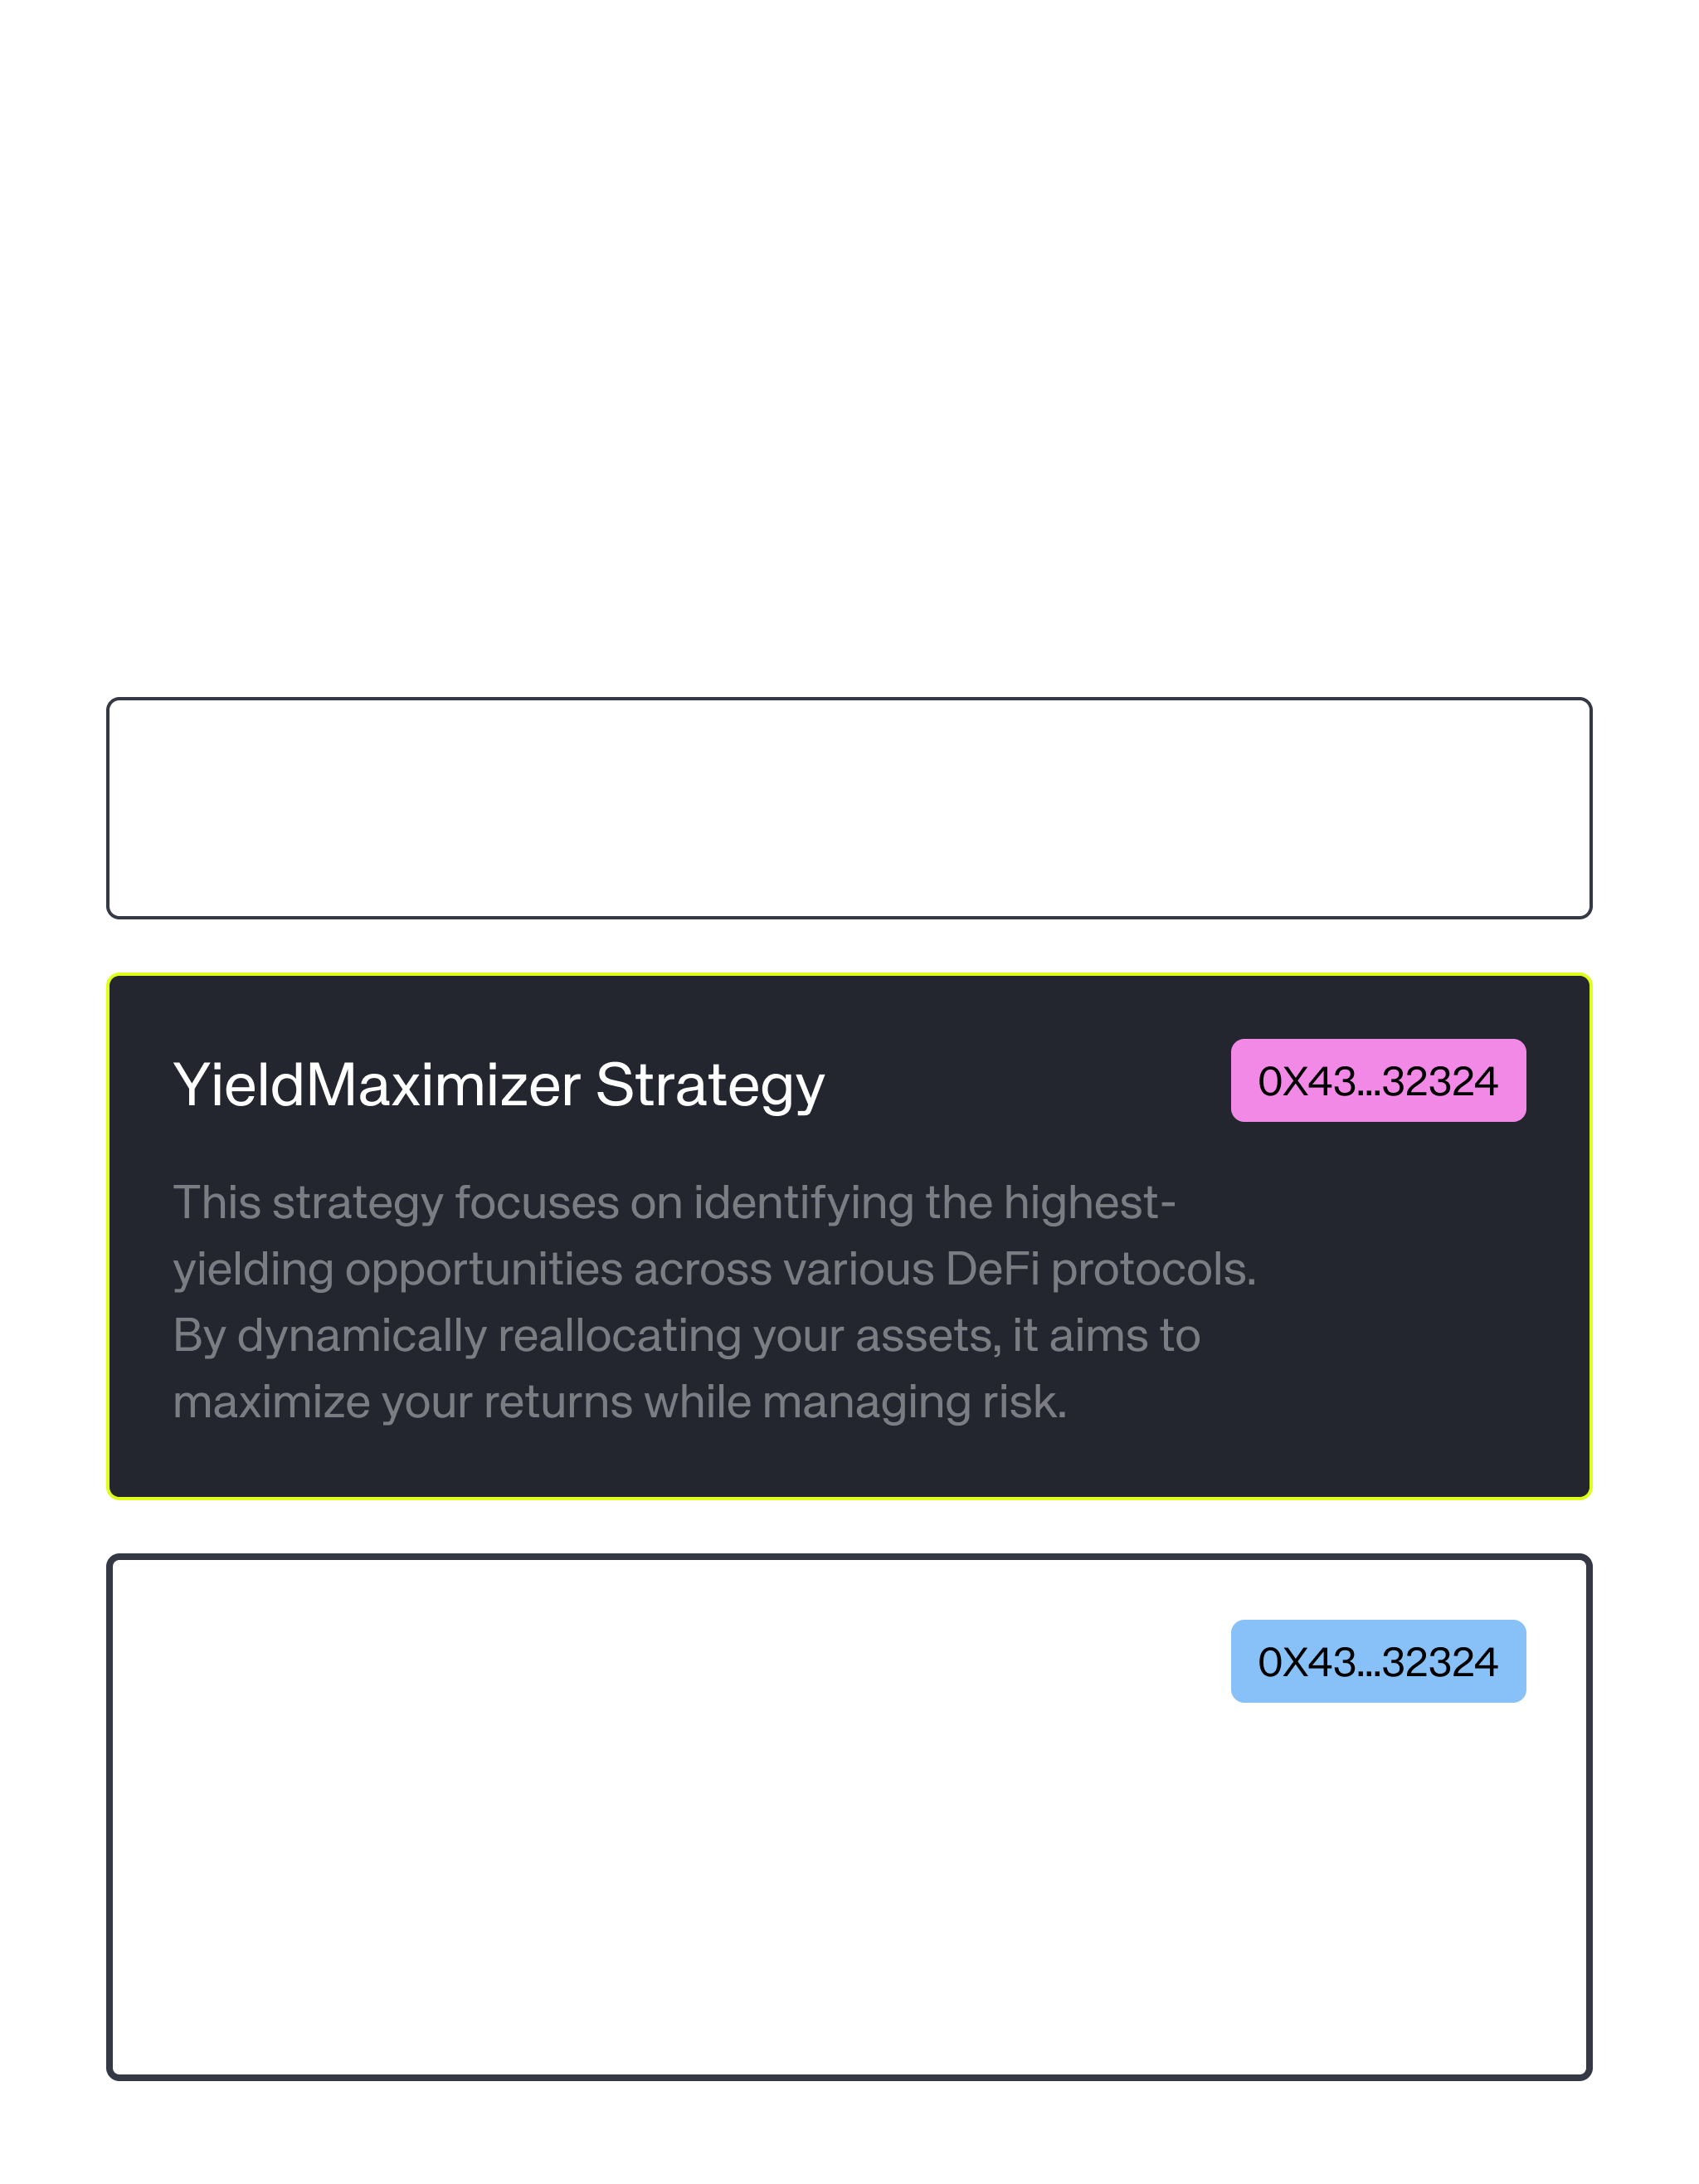 YieldMaximizer Strategy
0X43...32324
This strategy focuses on identifying the highest-
yielding opportunities across various DeFi protocols.
By dynamically reallocating your assets, it aims to
maximize your returns while managing risk.
0X43...32324